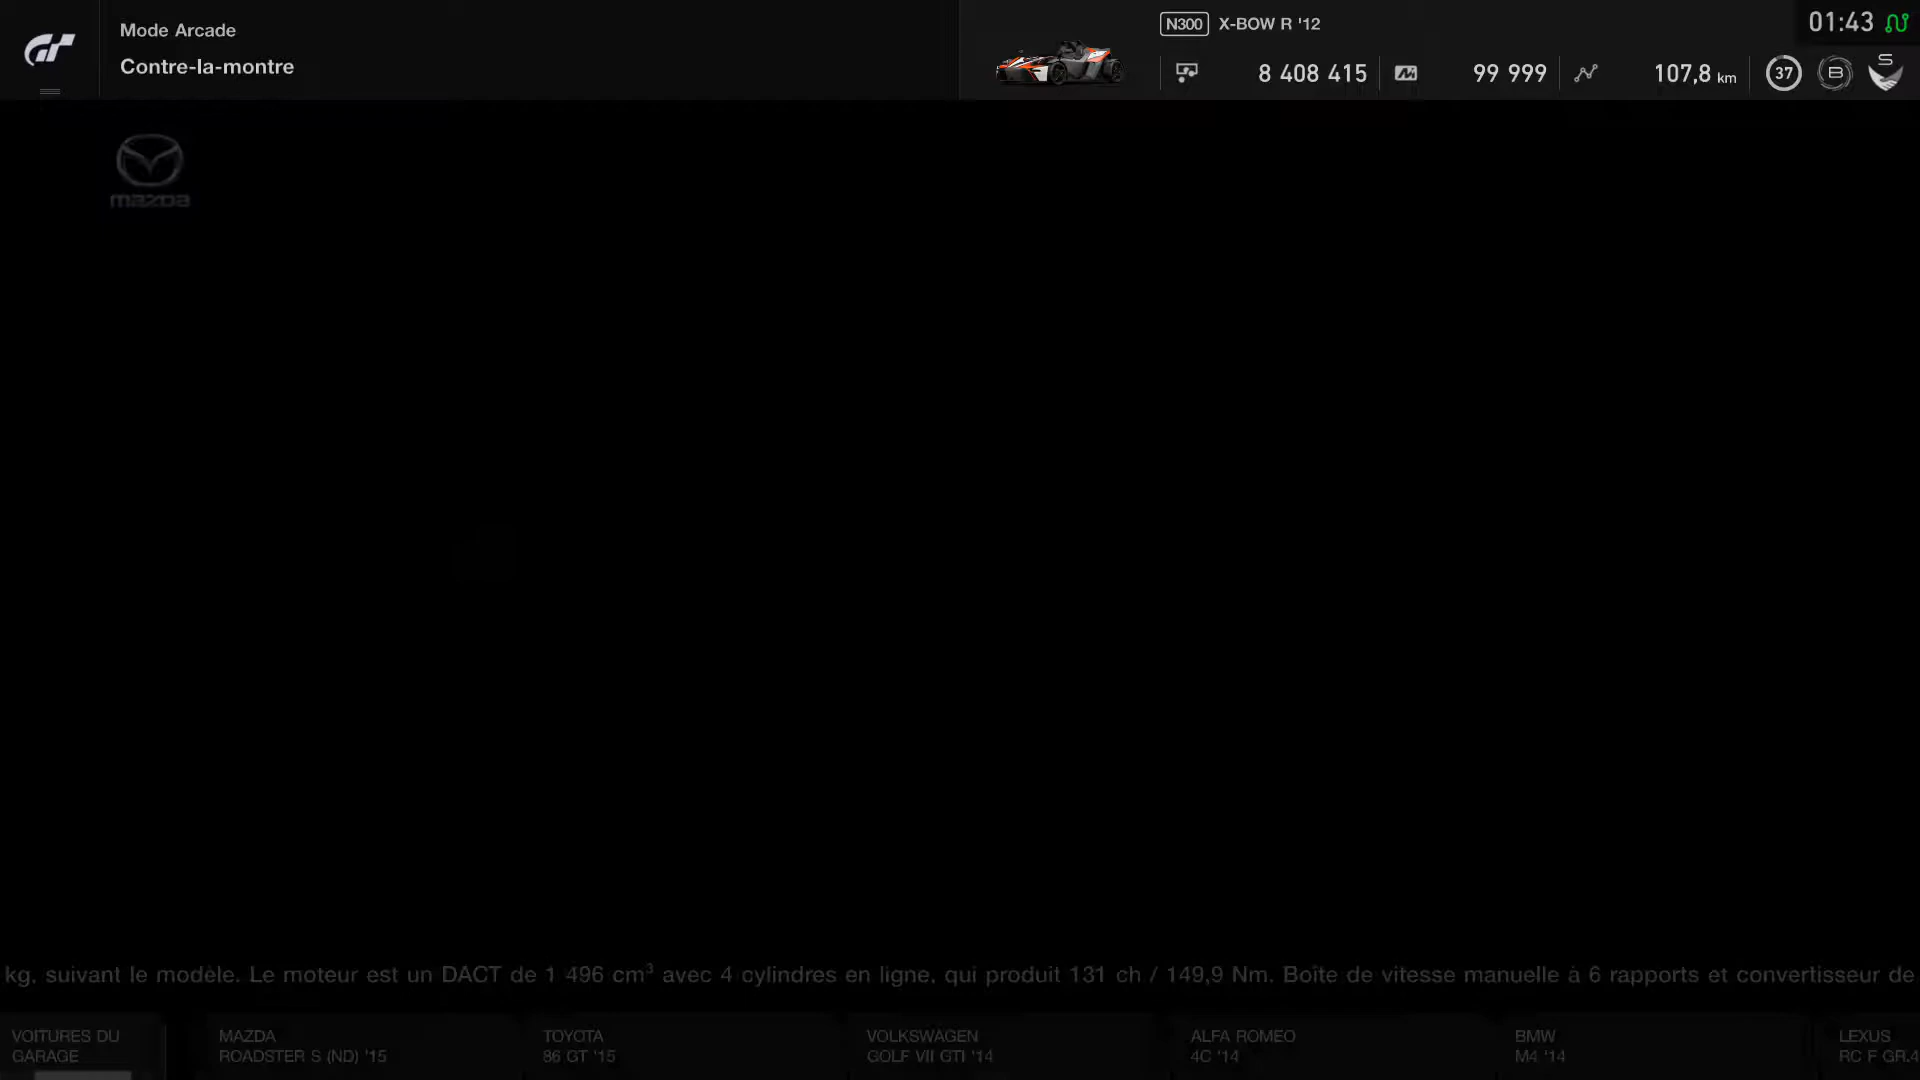 Mode Arcade
Contre-la-montre
N300 X-BOW R '12
8 408 415
99 999
107,8 km
37
B
S
01:43
mazda
kg, suivant le modèle. Le moteur est un DACT de 1 496 cm³ avec 4 cylindres en ligne, qui produit 131 ch / 149,9 Nm. Boîte de vitesse manuelle à 6 rapports et convertisseur de
VOITURES DU
GARAGE
MAZDA
ROADSTER S (ND) '15
TOYOTA
86 GT '15
VOLKSWAGEN
GOLF VII GTI '14
ALFA ROMEO
4C '14
BMW
M4 '14
LEXUS
RC F GR.4